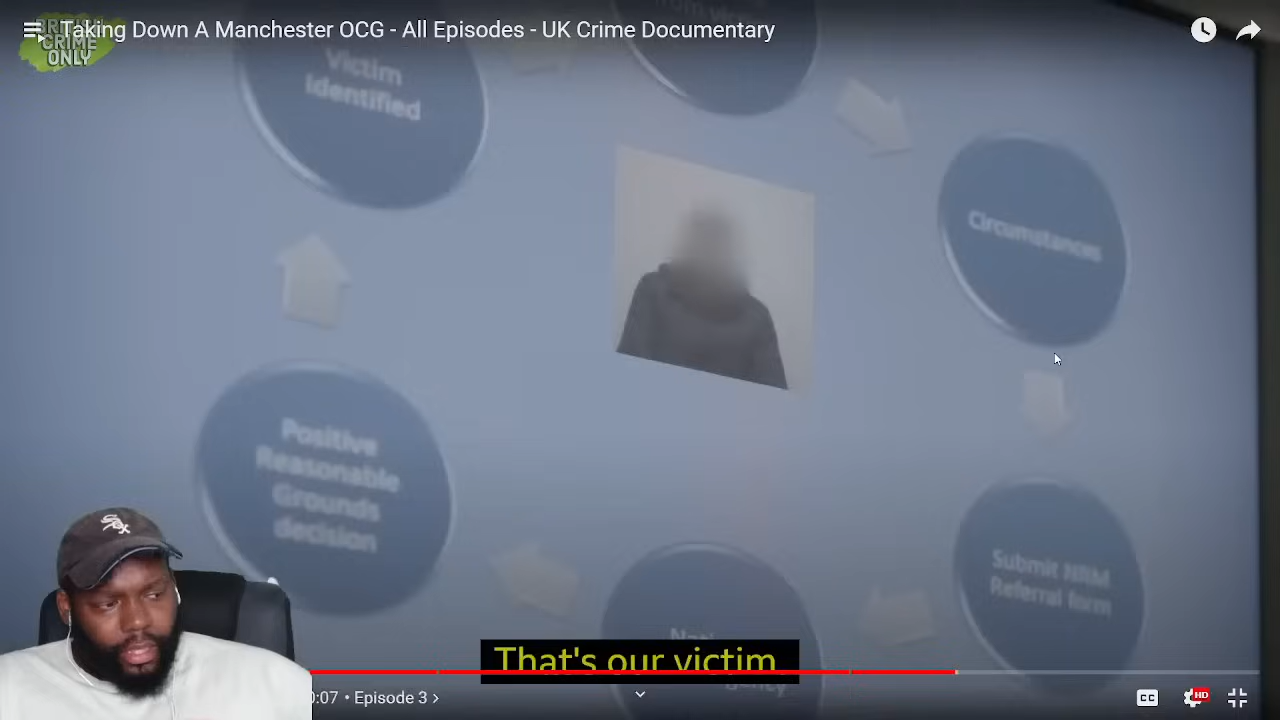 Taking Down A Manchester OCG - All Episodes - UK Crime Documentary
BRITISH
CRIME
ONLY
Victim
Identified
Circumstances
Positive
Reasonable
Grounds
decision
Submit NRM
Referral form
That's our victim
0:07 • Episode 3 ›
CC
HD